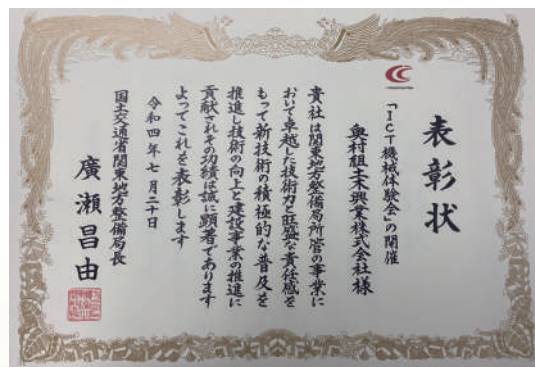 表彰状
「ICT機械体験会」の開催
奥村組土木興業株式会社様
貴社は関東地方整備局所管の事業に
おいて卓越した技術力と旺盛な責任感を
もって新技術の積極的な普及を
推進し技術の向上と建設事業の推進に
貢献されその功績は誠に顕著であります
よってこれを表彰します
令和四年七月二十日
国土交通省関東地方整備局長
廣瀬昌由